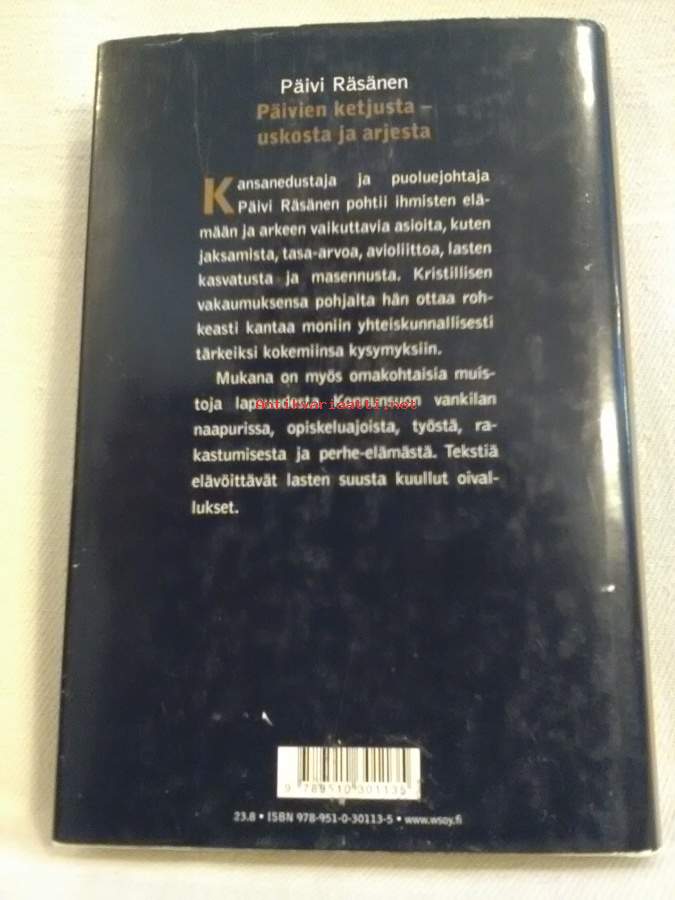 Päivi Räsänen
Päivien ketjusta –
uskosta ja arjesta
Kansanedustaja ja puoluejohtaja
Päivi Räsänen pohtii ihmisten elä-
mään ja arkeen vaikuttavia asioita, kuten
jaksamista, tasa-arvoa, avioliittoa, lasten
kasvatusta ja masennusta. Kristillisen
vakaumuksensa pohjalta hän ottaa roh-
keasti kantaa moniin yhteiskunnallisesti
tärkeiksi kokemiinsa kysymyksiin.
Mukana on myös omakohtaisia muis-
toja lapsuudesta Konnunsuon vankilan
Antikvariaatti.net
naapurissa, opiskeluajoista, työstä, ra-
kastumisesta ja perhe-elämästä. Tekstiä
elävöittävät lasten suusta kuullut oival-
lukset.
9 789510 301135
23.8 • ISBN 978-951-0-30113-5 • www.wsoy.fi